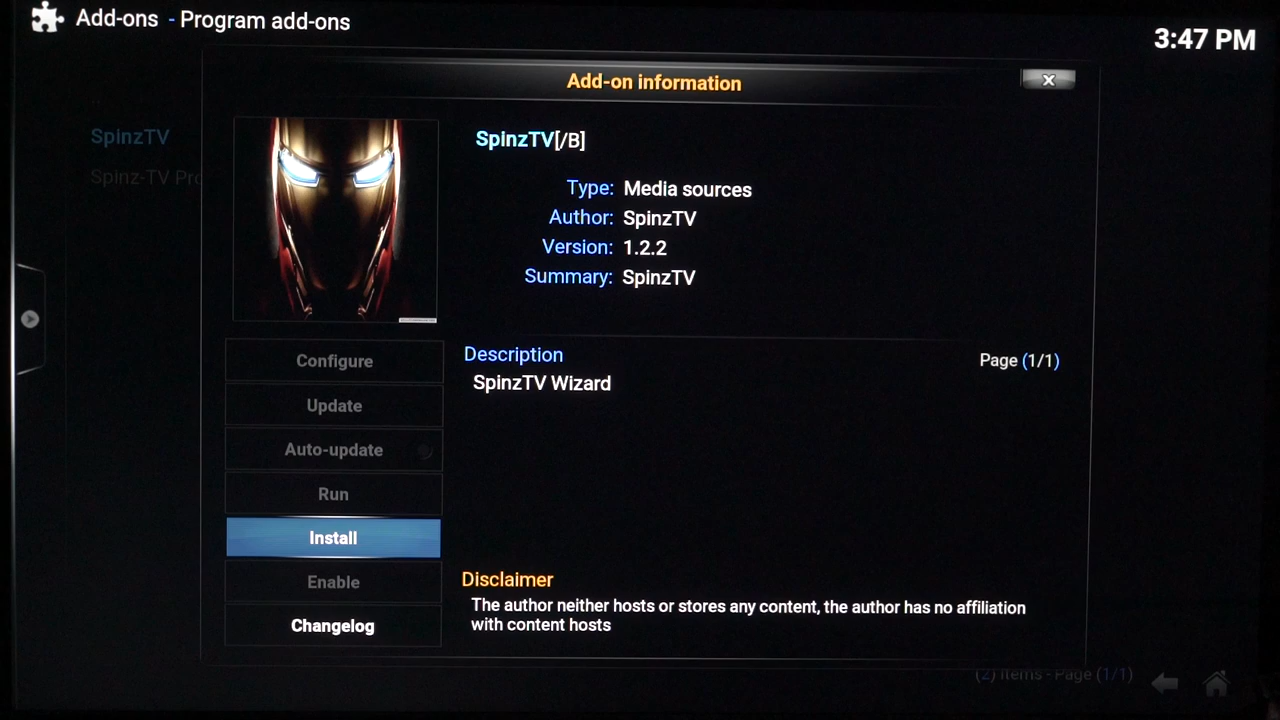 Add-ons - Program add-ons
3:47 PM
Add-on information
SpinzTV
Spinz-TV Pro
SpinzTV[/B]
Type: Media sources
Author: SpinzTV
Version: 1.2.2
Summary: SpinzTV
Configure
Update
Auto-update
Run
Install
Enable
Changelog
Description
Page (1/1)
SpinzTV Wizard
Disclaimer
The author neither hosts or stores any content, the author has no affiliation
with content hosts
(2) items - Page (1/1)